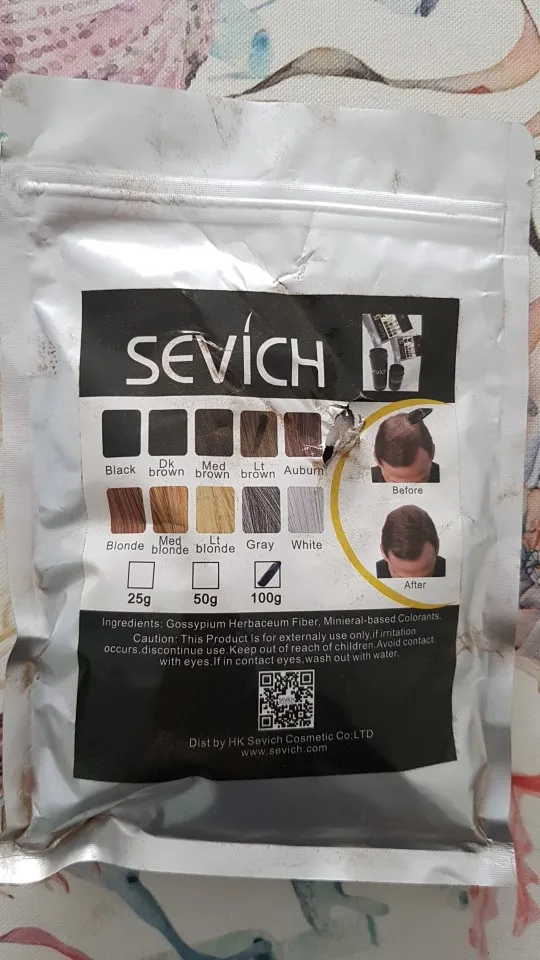 SEVICH
Black
Dk brown
Med brown
Lt brown
Auburn
Blonde
Med blonde
Lt blonde
Gray
White
Before
After
25g
50g
100g
Ingredients: Gossypium Herbaceum Fiber, Minieral-based Colorants.
Caution: This Product Is for externaly use only.if irritation
occurs,discontinue use.Keep out of reach of children.Avoid contact
with eyes.If in contact eyes,wash out with water.
Dist by HK Sevich Cosmetic Co:LTD
www.sevich.com